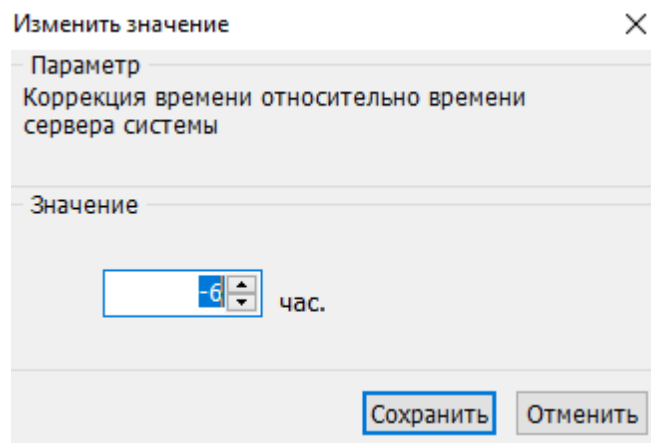 Изменить значение
Параметр
Коррекция времени относительно времени
сервера системы
Значение
-6 час.
Сохранить Отменить